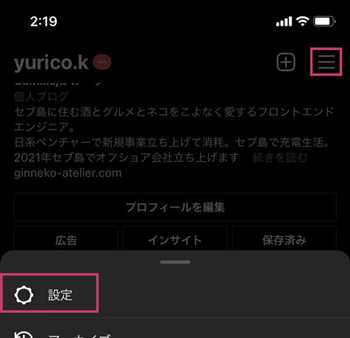 2:19
yurico.k
個人ブログ
セブ島に住む酒とグルメとネコをこよなく愛するフロントエンド
エンジニア。
日系ベンチャーで新規事業立ち上げて消耗。セブ島で充電生活。
2021年セブ島でオフショア会社立ち上げます 続きを読む
ginneko-atelier.com
プロフィールを編集
広告 インサイト 保存済み
設定
アーカイブ